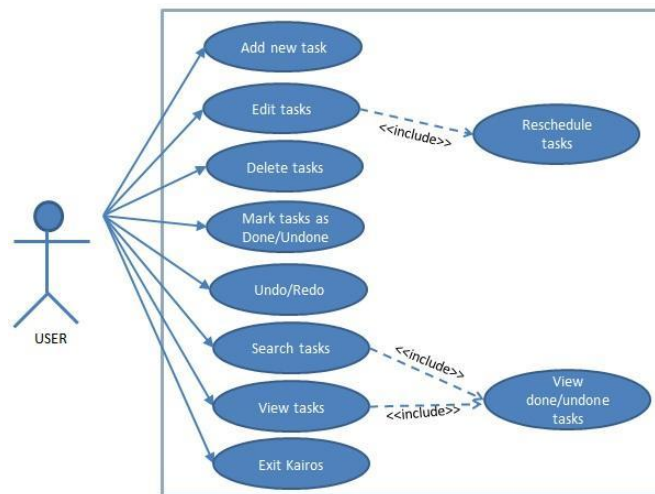 Add new task
Edit tasks
<<include>>
Reschedule
tasks
Delete tasks
Mark tasks as
Done/Undone
Undo/Redo
USER
Search tasks
<<include>>
View tasks
<<include>>
View
done/undone
tasks
Exit Kairos